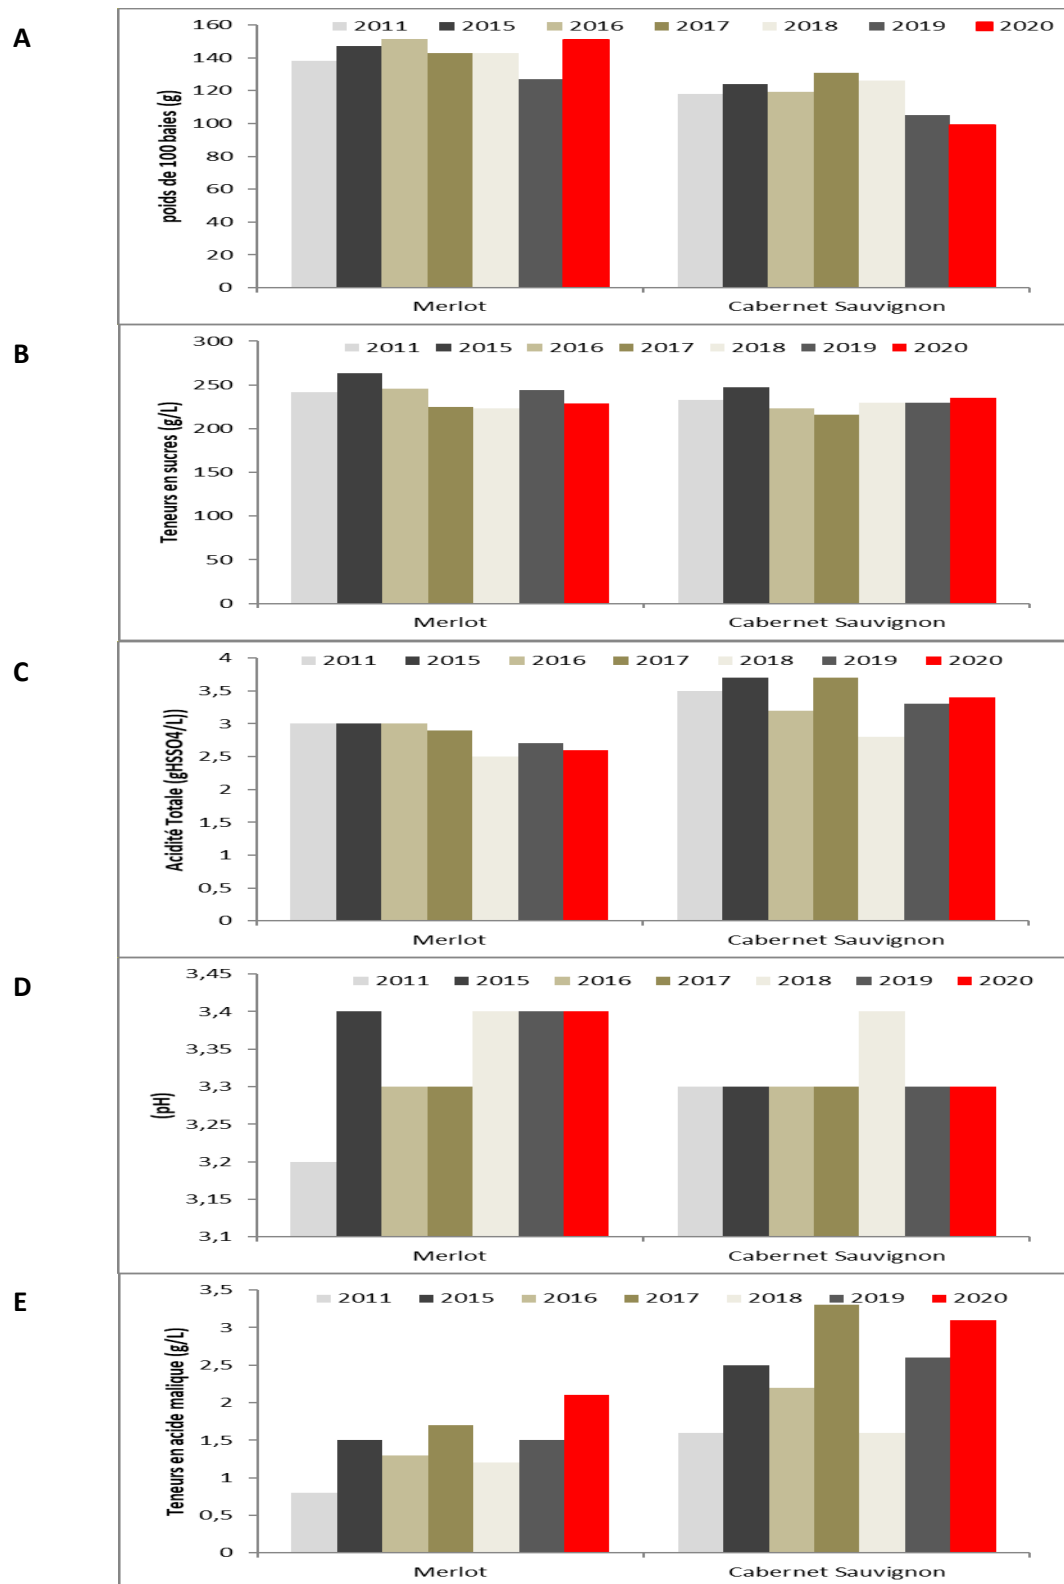 A
2011 2015 2016 2017 2018 2019 2020
160
140
120
100
80
60
40
20
0
poids de 100 baies (g)
Merlot Cabernet Sauvignon
B
2011 2015 2016 2017 2018 2019 2020
300
250
200
150
100
50
0
Teneurs en sucres (g/L)
Merlot Cabernet Sauvignon
C
2011 2015 2016 2017 2018 2019 2020
4
3,5
3
2,5
2
1,5
1
0,5
0
Acidité Totale (gHSSO4/L))
Merlot Cabernet Sauvignon
D
2011 2015 2016 2017 2018 2019 2020
3,45
3,4
3,35
3,3
3,25
3,2
3,15
3,1
(pH)
Merlot Cabernet Sauvignon
E
2011 2015 2016 2017 2018 2019 2020
3,5
3
2,5
2
1,5
1
0,5
0
Teneurs en acide malique (g/L)
Merlot Cabernet Sauvignon